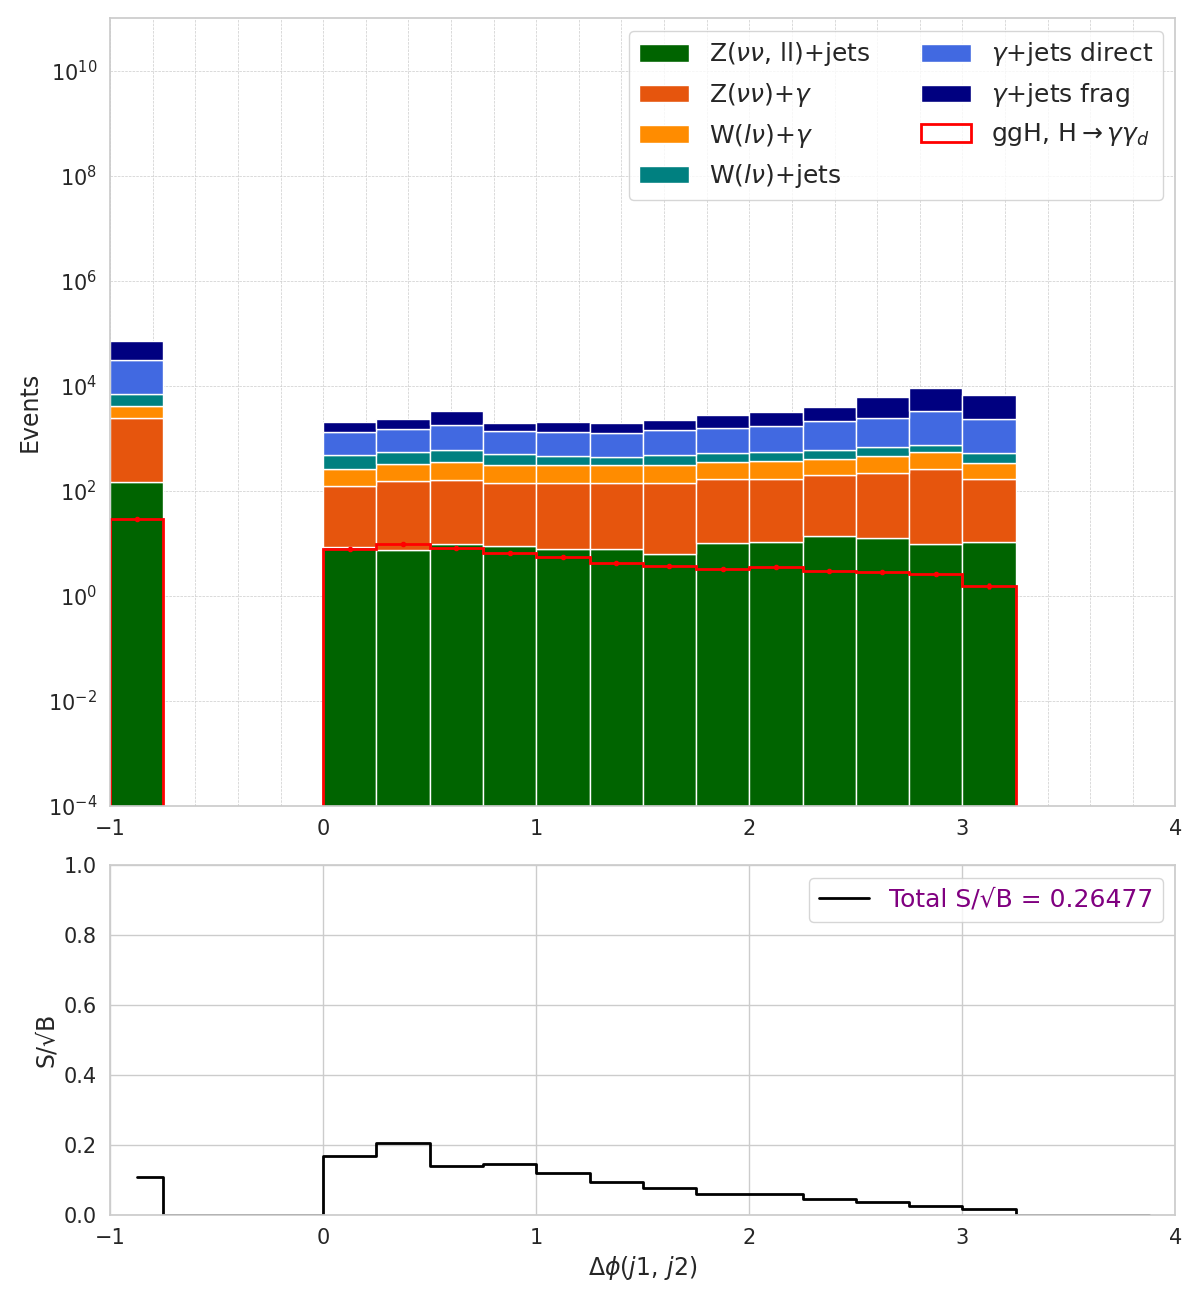 Z(νν, ll)+jets
Z(νν)+γ
W(lν)+γ
W(lν)+jets
γ+jets direct
γ+jets frag
ggH, H→γγ_d
Events
10^10
10^8
10^6
10^4
10^2
10^0
10^−2
10^−4
−1 0 1 2 3 4
Total S/√B = 0.26477
S/√B
1.0
0.8
0.6
0.4
0.2
0.0
−1 0 1 2 3 4
Δϕ(j1, j2)